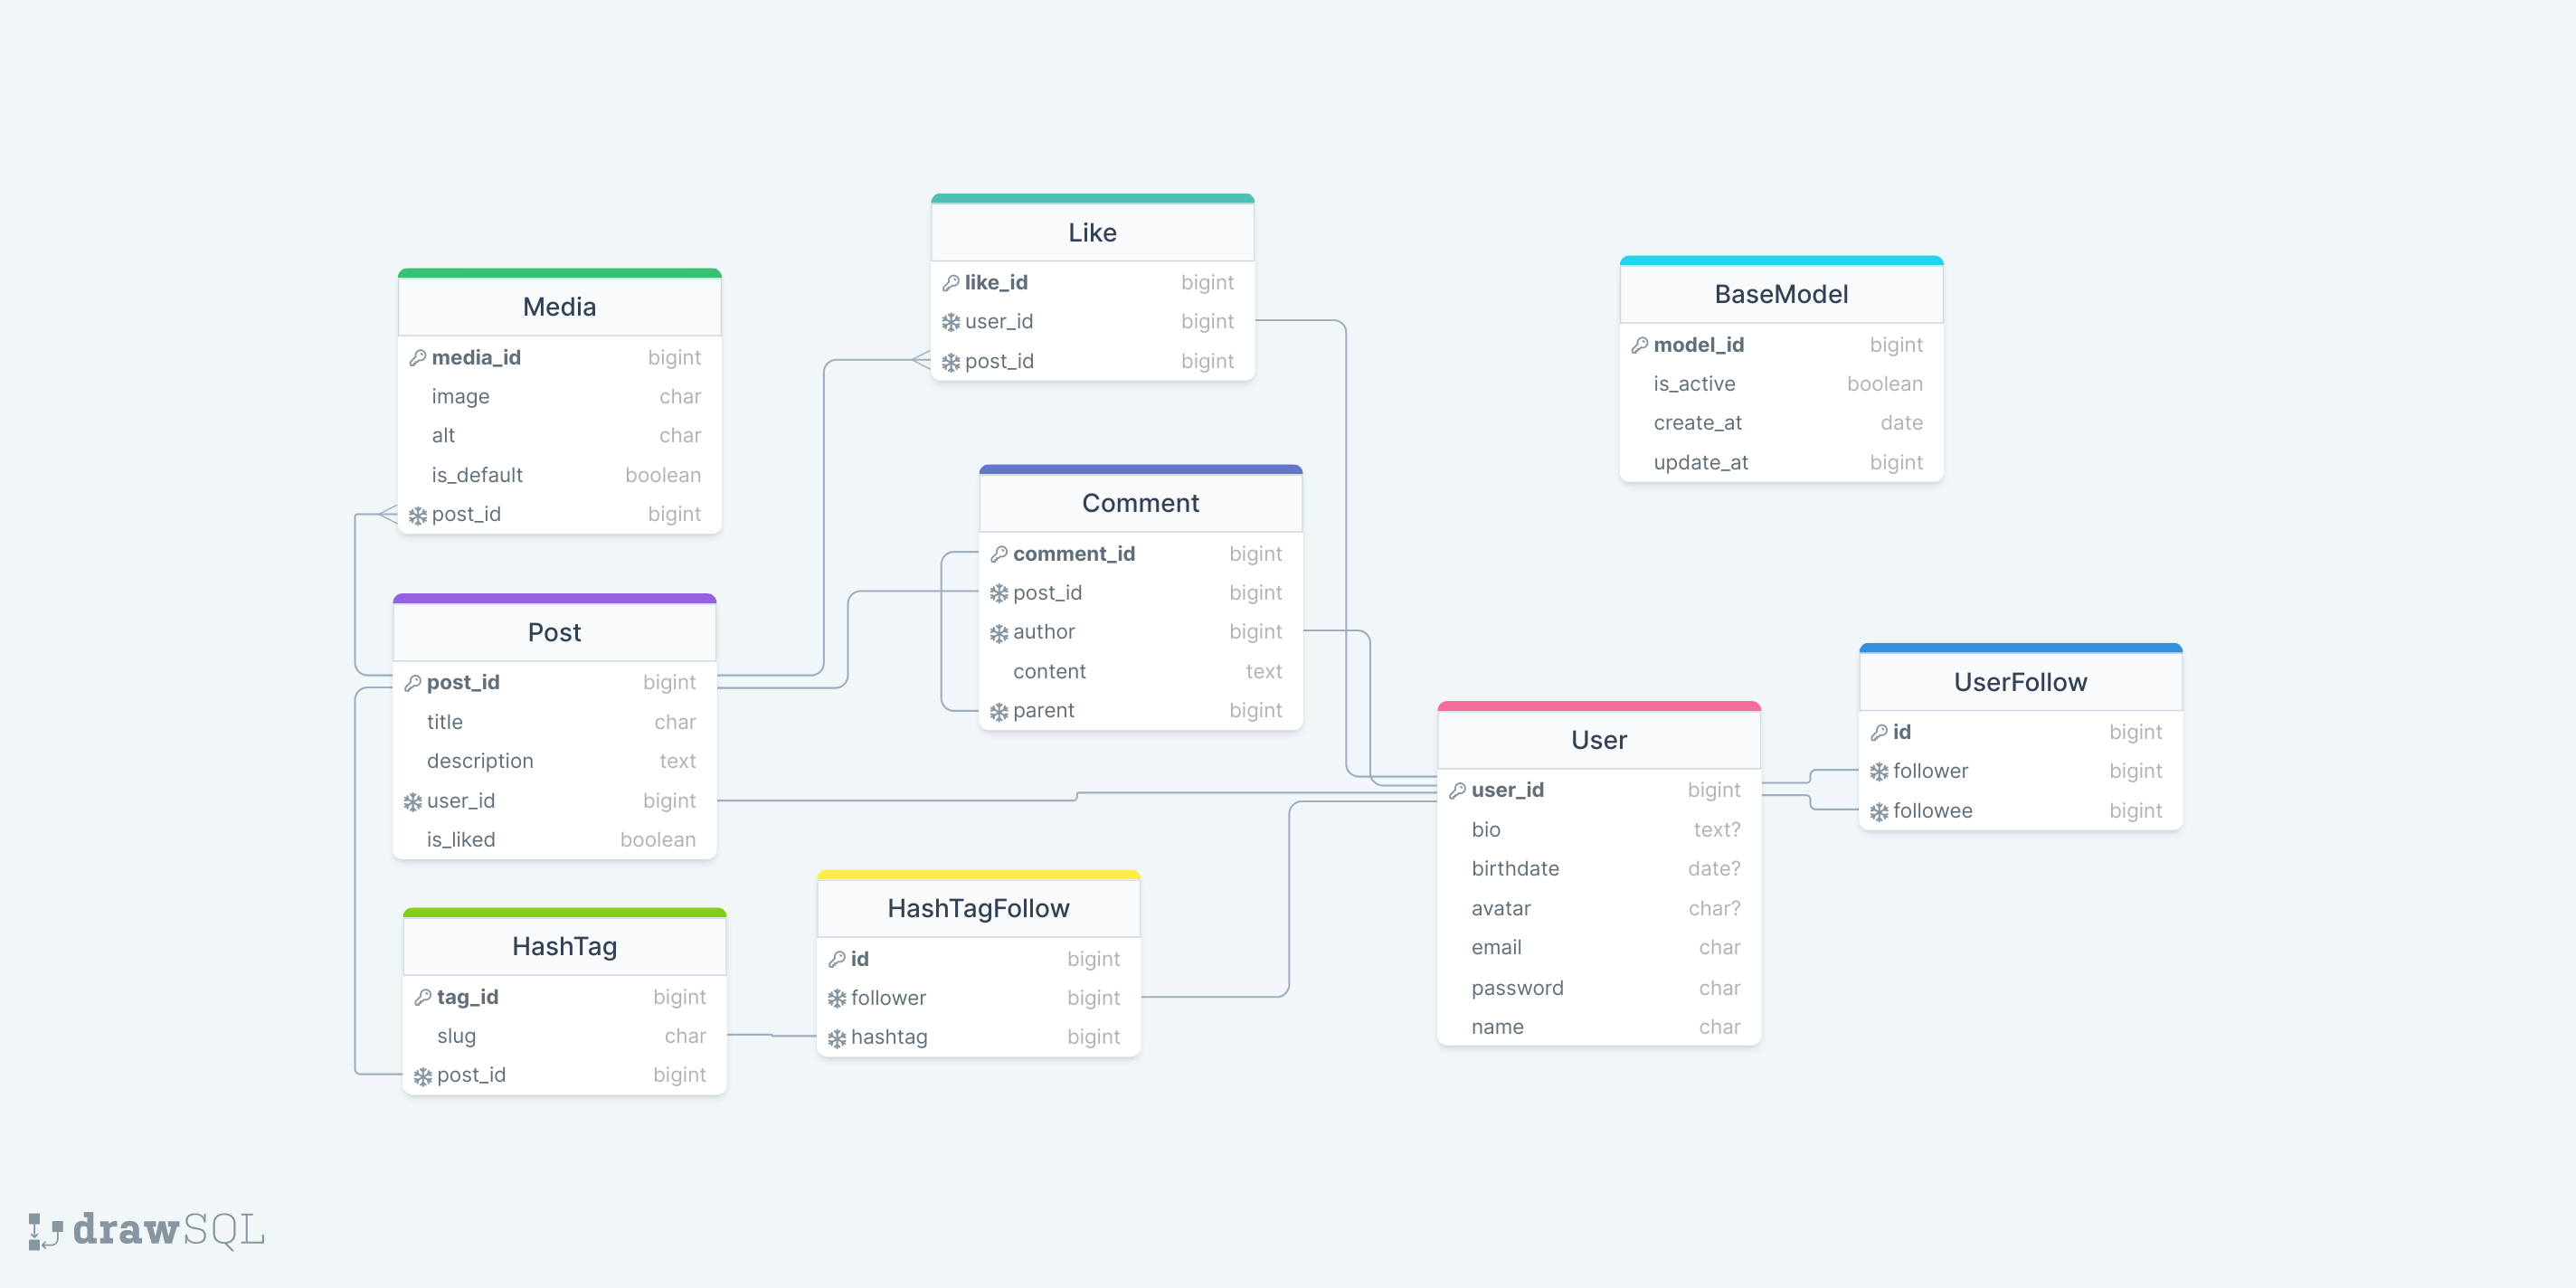 Like
like_id bigint
user_id bigint
post_id bigint
BaseModel
model_id bigint
is_active boolean
create_at date
update_at bigint
Media
media_id bigint
image char
alt char
is_default boolean
post_id bigint
Comment
comment_id bigint
post_id bigint
author bigint
content text
parent bigint
Post
post_id bigint
title char
description text
user_id bigint
is_liked boolean
UserFollow
id bigint
follower bigint
followee bigint
User
user_id bigint
bio text?
birthdate date?
avatar char?
email char
password char
name char
HashTagFollow
id bigint
follower bigint
hashtag bigint
HashTag
tag_id bigint
slug char
post_id bigint
drawSQL